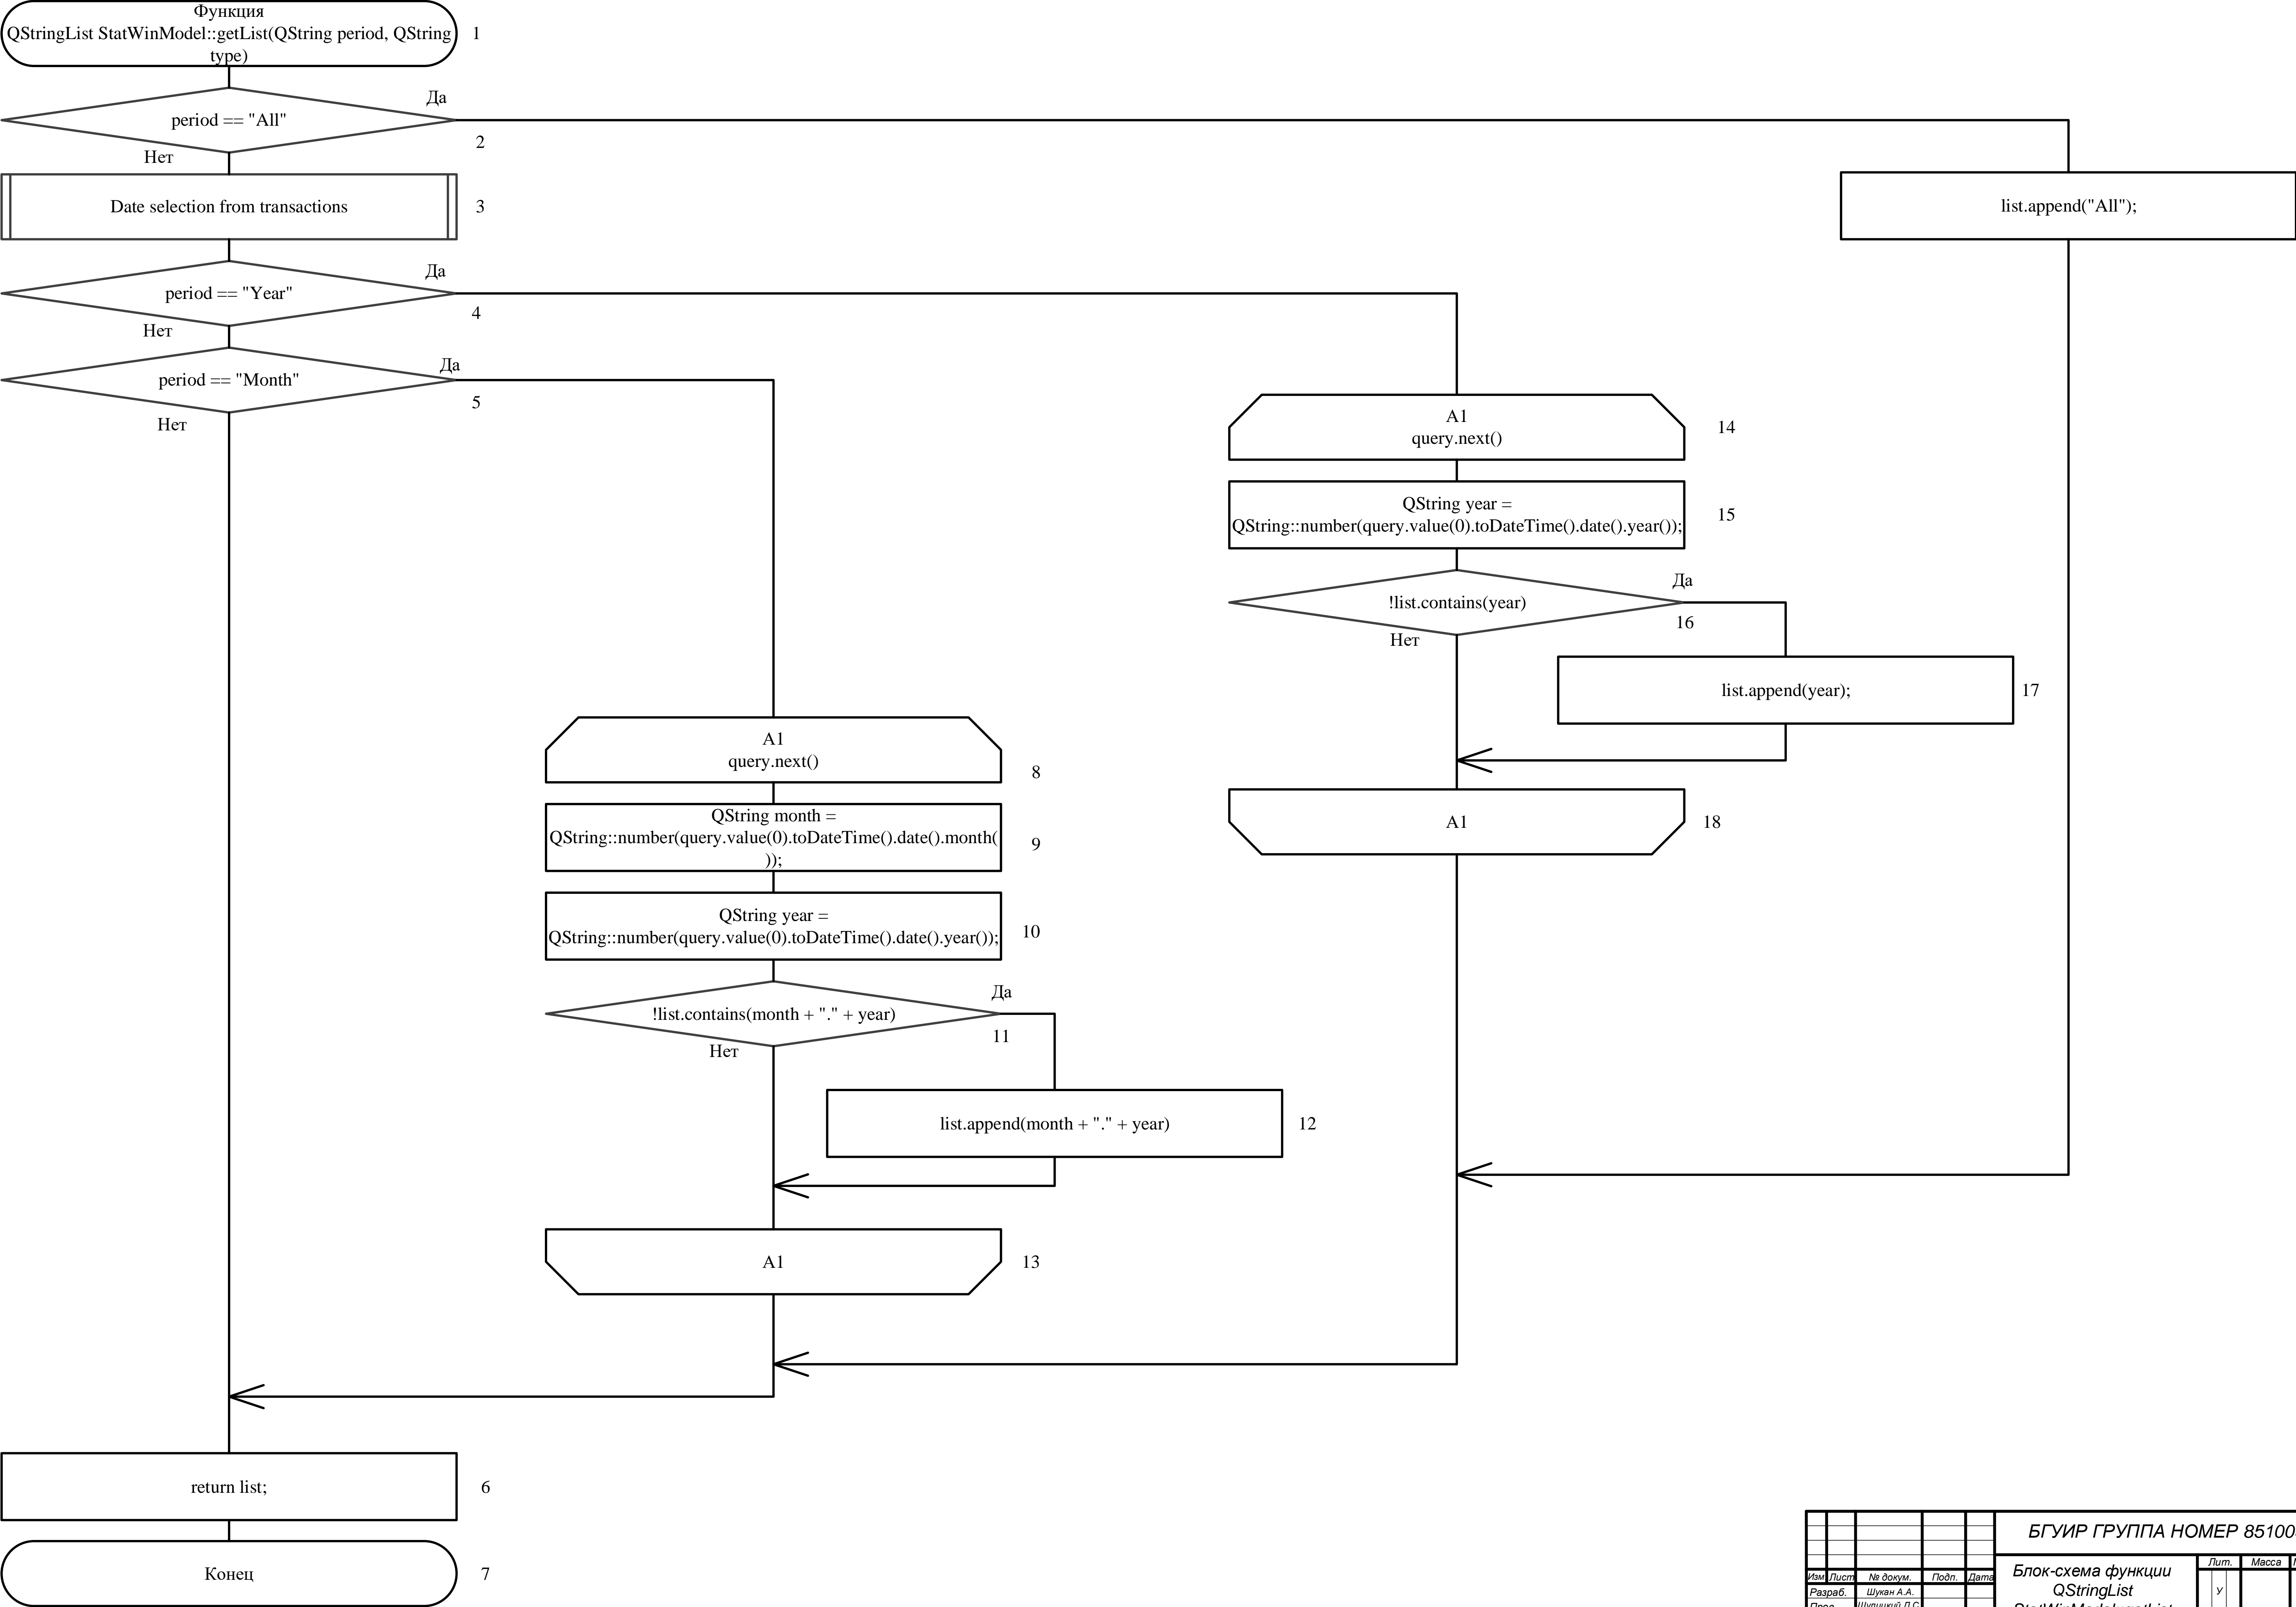 Функция
QStringList StatWinModel::getList(QString period, QString
type)
1
Да
period == "All"
2
Нет
Date selection from transactions
3
list.append("All");
Да
period == "Year"
4
Нет
Да
period == "Month"
5
Нет
A1
query.next()
14
QString year =
QString::number(query.value(0).toDateTime().date().year());
15
Да
!list.contains(year)
16
Нет
list.append(year);
17
A1
18
A1
query.next()
8
QString month =
QString::number(query.value(0).toDateTime().date().month(
));
9
QString year =
QString::number(query.value(0).toDateTime().date().year());
10
Да
!list.contains(month + "." + year)
11
Нет
list.append(month + "." + year)
12
A1
13
return list;
6
Конец
7
БГУИР ГРУППА НОМЕР 85100
Лит. Масса
Блок-схема функции
QStringList
Изм Лист № докум. Подп. Дата
Разраб. Шукан А.А.
У